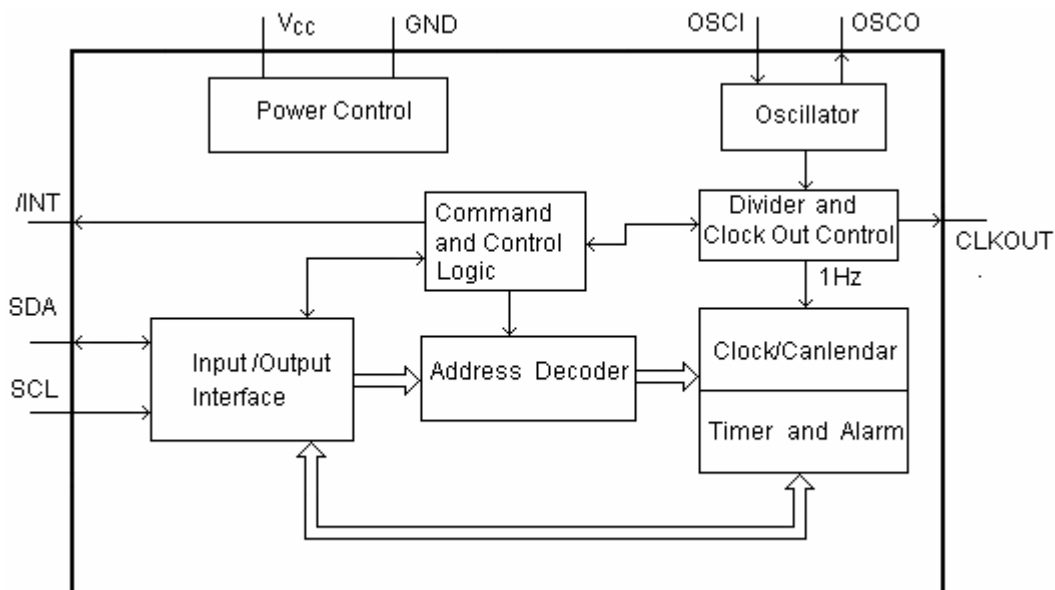 VCC
GND
OSCI
OSCO
Power Control
Oscillator
/INT
Command
and Control
Logic
Divider and
Clock Out Control
CLKOUT
1Hz
SDA
SCL
Input /Output
Interface
Address Decoder
Clock/Canlendar
Timer and Alarm